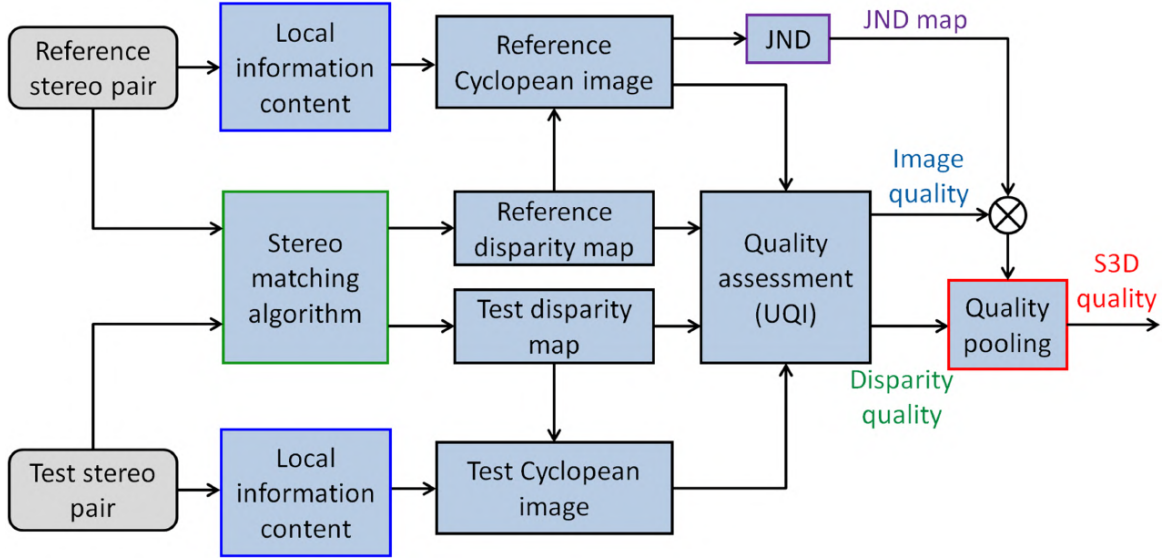 Reference
stereo pair
Local
information
content
Reference
Cyclopean image
JND
JND map
Image
quality
Stereo
matching
algorithm
Reference
disparity map
Test disparity
map
Quality
assessment
(UQI)
Quality
pooling
S3D
quality
Disparity
quality
Test stereo
pair
Local
information
content
Test Cyclopean
image